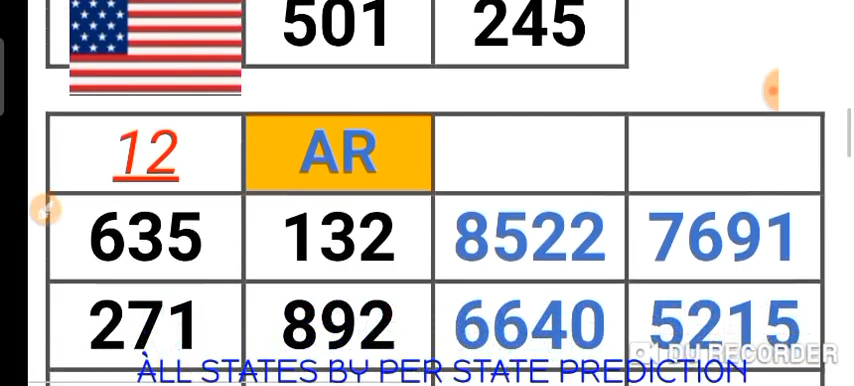 501 245
12 AR
635 132 8522 7691
271 892 6640 5215
DU RECORDER
ÀLL STATES BY PER STATE PREDICTION